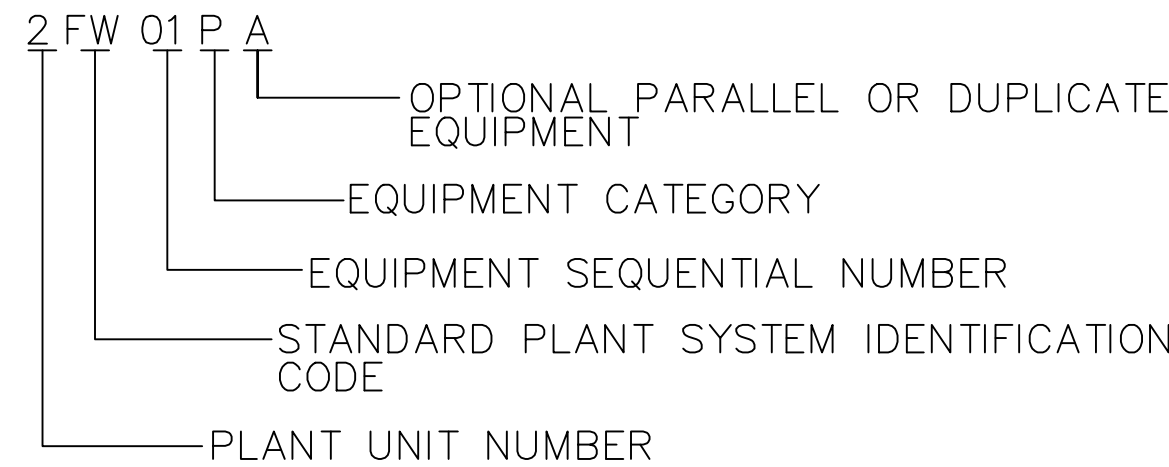 2 FW 01 P A
OPTIONAL PARALLEL OR DUPLICATE
EQUIPMENT
EQUIPMENT CATEGORY
EQUIPMENT SEQUENTIAL NUMBER
STANDARD PLANT SYSTEM IDENTIFICATION
CODE
PLANT UNIT NUMBER